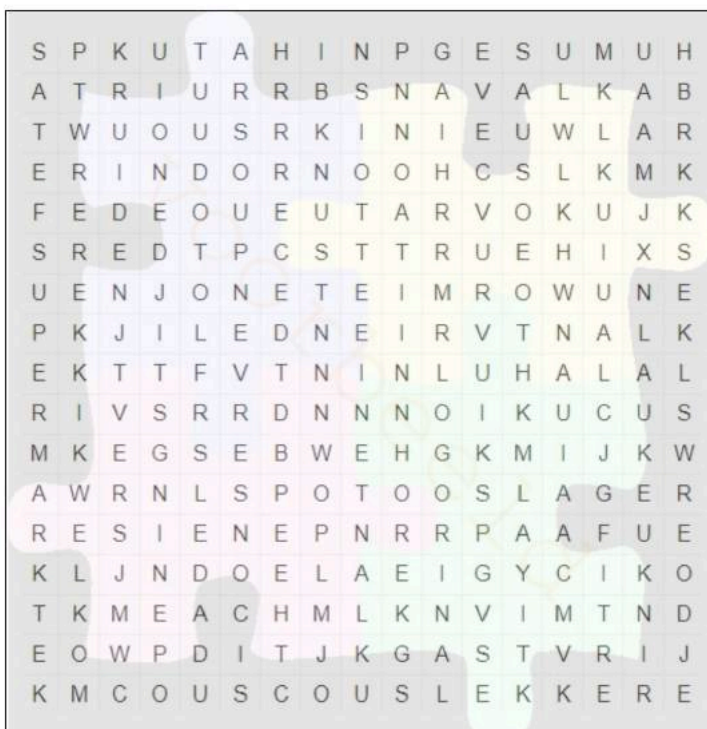 S P K U T A H I N P G E S U M U H
A T R I U R R B S N A V A L K A B
T W U O U S R K I N I E U W L A R
E R I N D O R N O O H C S L K M K
F E D E O U E U T A R V O K U J K
S R E D T P C S T T R U E H I X S
U E N J O N E T E I M R O W U N E
P K J I L E D N E I R V T N A L K
E K T T F V T N I N L U H A L A L
R I V S R R D N N N O I K U C U S
M K E G S E B W E H G K M I J K W
A W R N L S P O T O O S L A G E R
R E S I E N E P N R R P A A F U E
K L J N D O E L A E I G Y C I K O
T K M E A C H M L K N V I M T N D
E O W P D I T J K G A S T V R I J
K M C O U S C O U S L E K K E R E